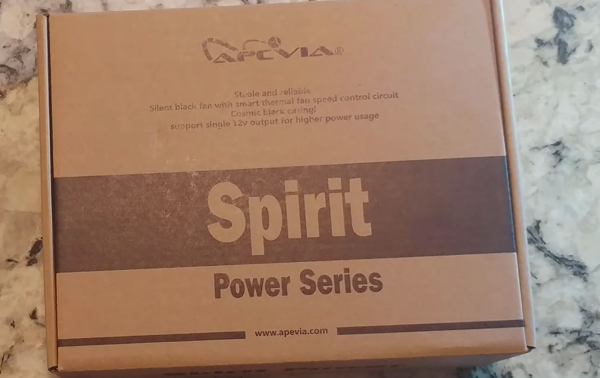 APEVIA®
Stable and reliable
Silent black fan with smart thermal fan speed control circuit
Cosmic black casing!
support single 12v output for higher power usage
Spirit
Power Series
www.apevia.com